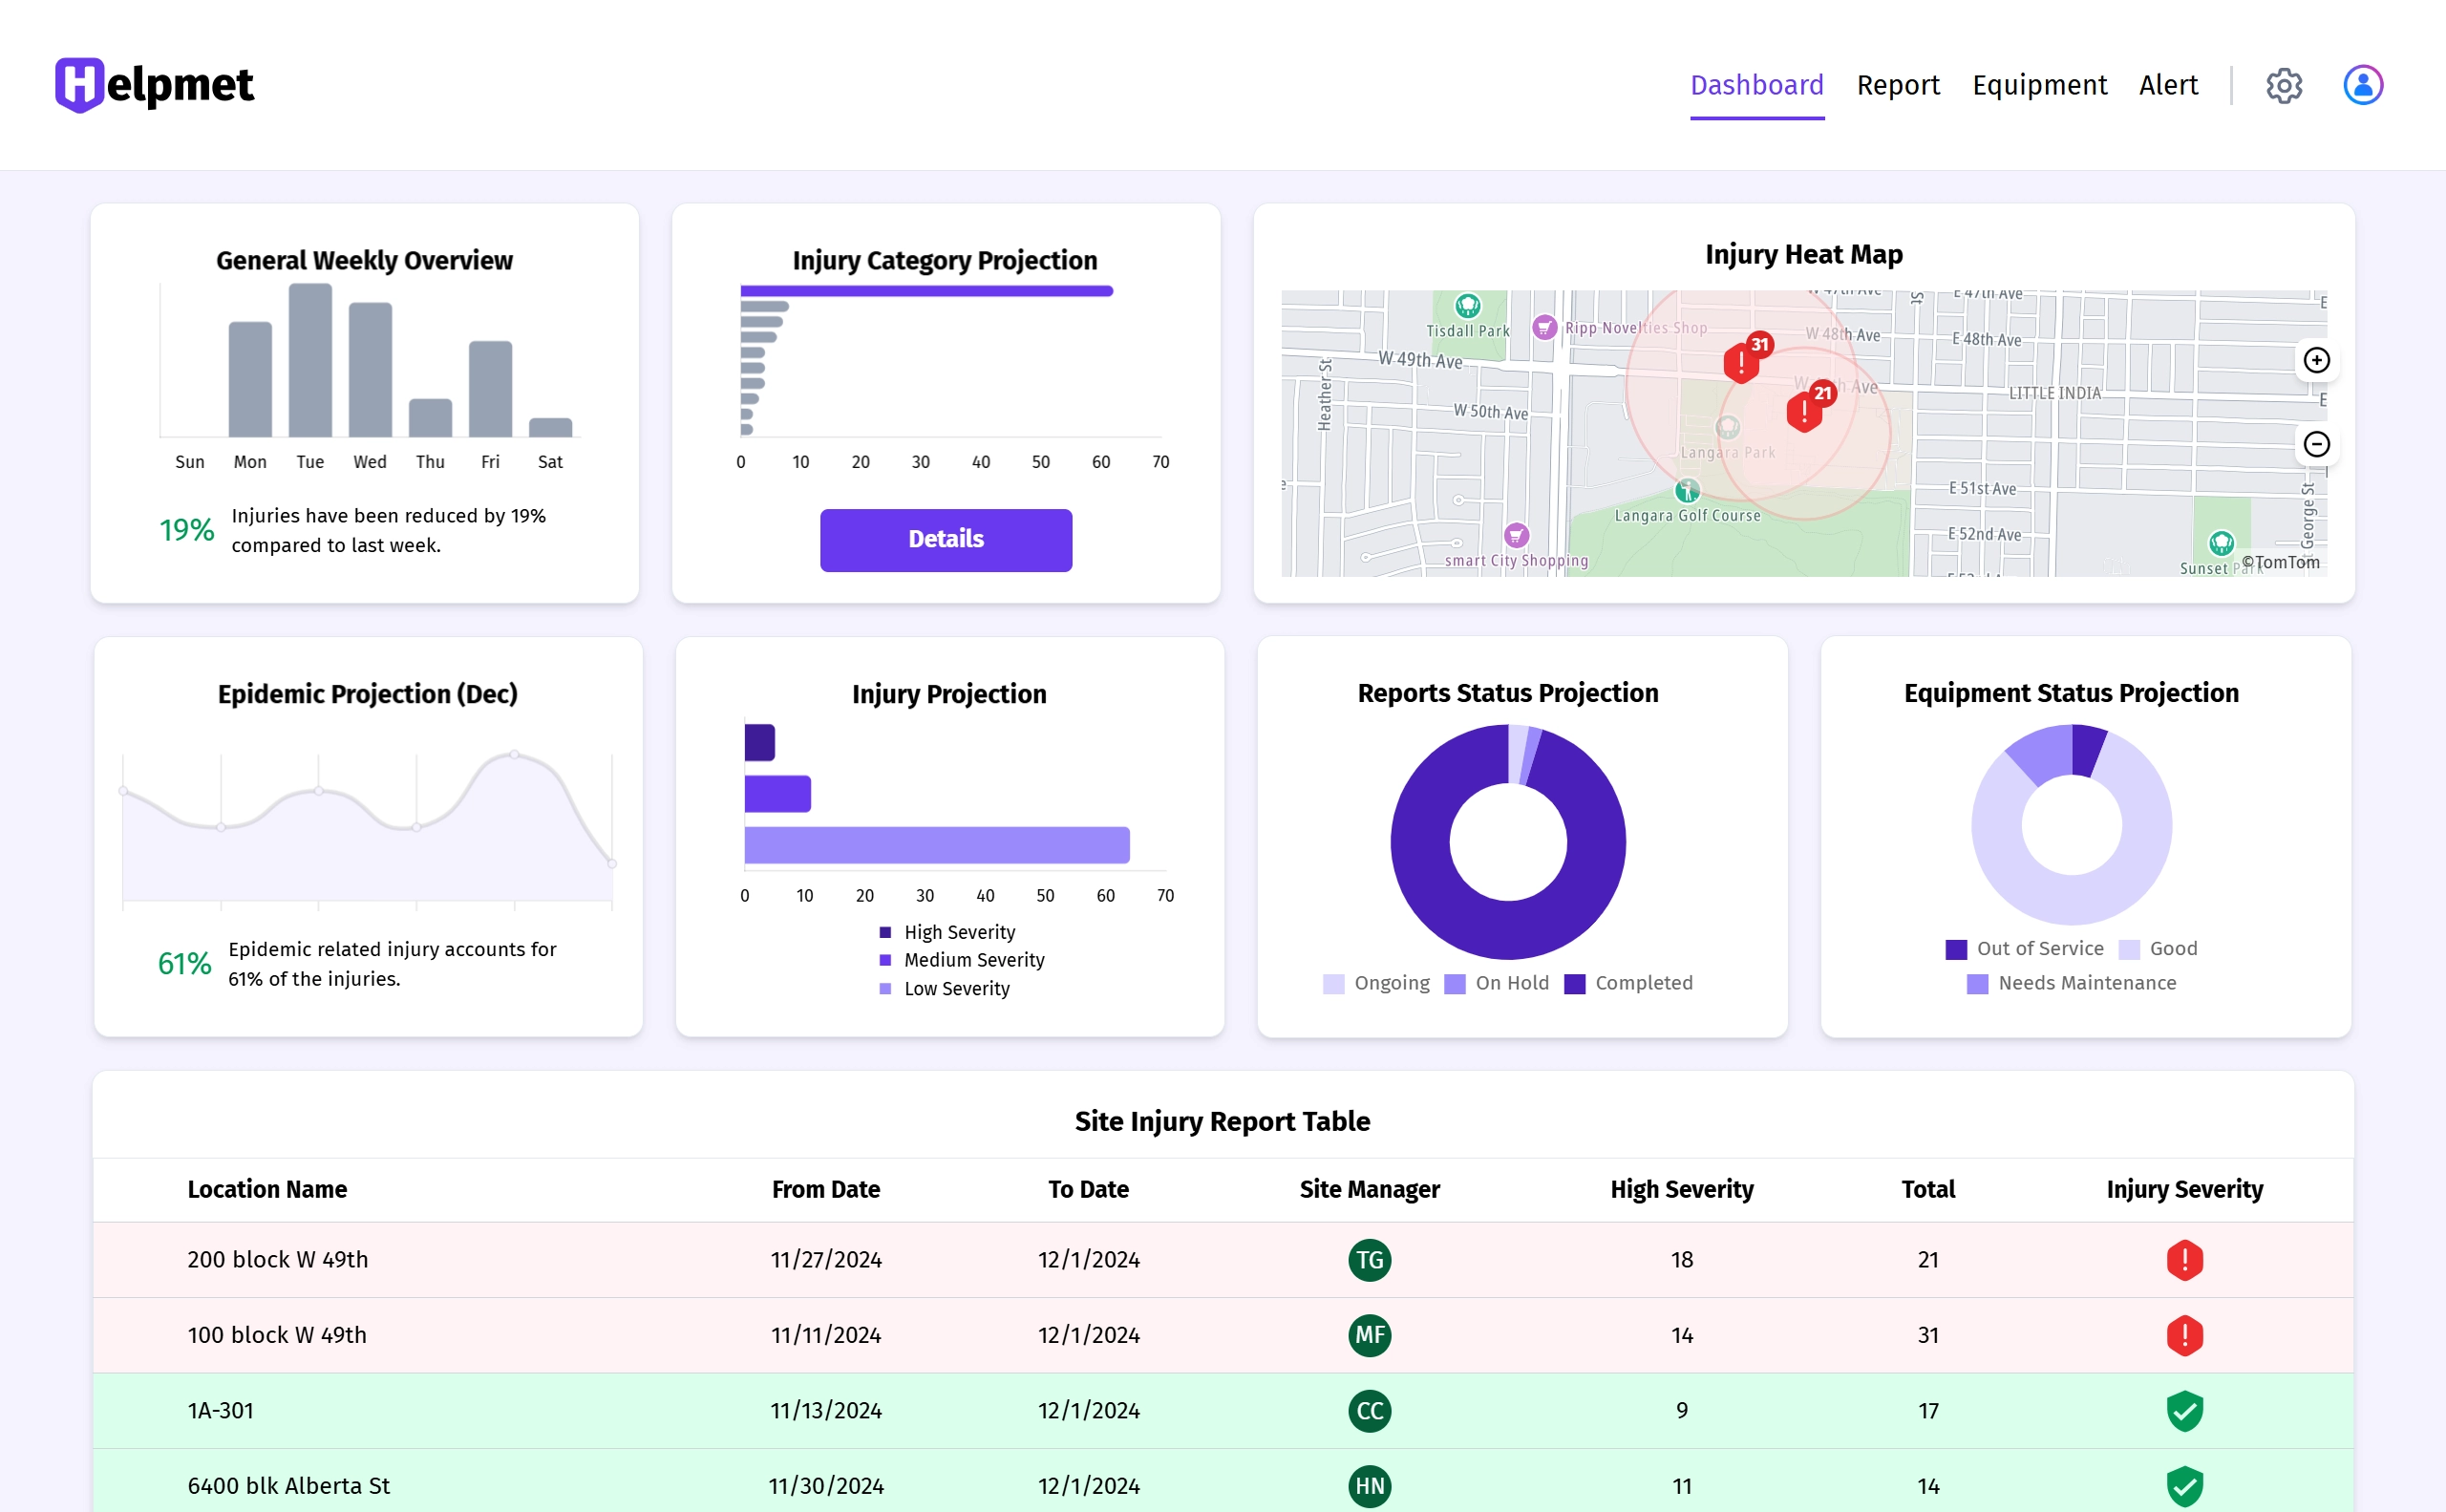 Helpmet
Dashboard Report Equipment Alert
General Weekly Overview
Sun Mon Tue Wed Thu Fri Sat
19%
Injuries have been reduced by 19%
compared to last week.
Injury Category Projection
0 10 20 30 40 50 60 70
Details
Injury Heat Map
E 47th Ave
Tisdall Park
Ripp Novelties Shop
31
W 48th Ave
E 48th Ave
W 49th Ave
Heather St
21
LITTLE INDIA
W 50th Ave
Langara Park
E 51st Ave
Langara Golf Course
E 52nd Ave
George St
smart City Shopping
Sunset Park
©TomTom
Epidemic Projection (Dec)
61%
Epidemic related injury accounts for
61% of the injuries.
Injury Projection
0 10 20 30 40 50 60 70
High Severity
Medium Severity
Low Severity
Reports Status Projection
Ongoing On Hold Completed
Equipment Status Projection
Out of Service Good
Needs Maintenance
Site Injury Report Table
Location Name From Date To Date Site Manager High Severity Total Injury Severity
200 block W 49th 11/27/2024 12/1/2024 TG 18 21
100 block W 49th 11/11/2024 12/1/2024 MF 14 31
1A-301 11/13/2024 12/1/2024 CC 9 17
6400 blk Alberta St 11/30/2024 12/1/2024 HN 11 14